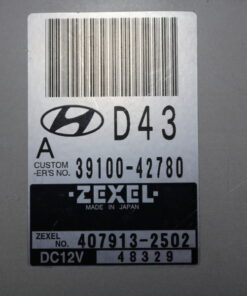 D43
A
CUSTOM
-ER'S NO. 39100-42780
·ZEXEL·
MADE IN JAPAN
ZEXEL
NO. 407913-2502
DC12V 48329